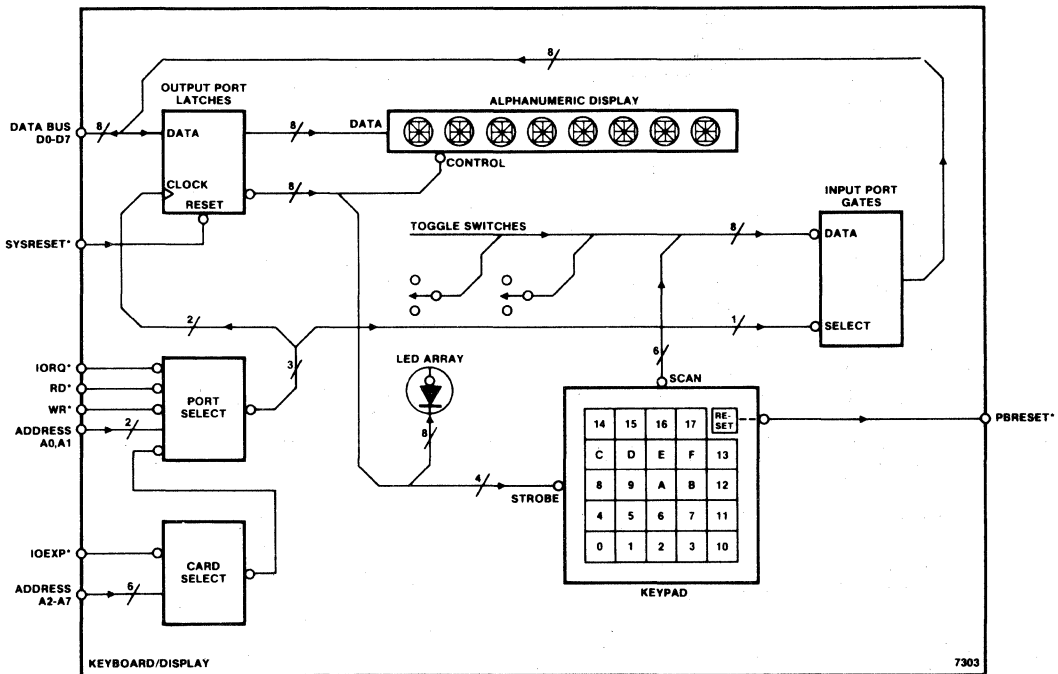 8
OUTPUT PORT
LATCHES
ALPHANUMERIC DISPLAY
DATA BUS
D0-D7
8
DATA
8
DATA
CONTROL
CLOCK
8
RESET
INPUT PORT
GATES
SYSRESET*
TOGGLE SWITCHES
8
DATA
2
1
SELECT
3
6
IORQ*
RD*
WR*
ADDRESS
A0,A1
2
PORT
SELECT
LED ARRAY
8
SCAN
PBRESET*
14 15 16 17 RE-
SET
C D E F 13
8 9 A B 12
4 5 6 7 11
0 1 2 3 10
4
STROBE
KEYPAD
IOEXP*
ADDRESS
A2-A7
6
CARD
SELECT
KEYBOARD/DISPLAY
7303